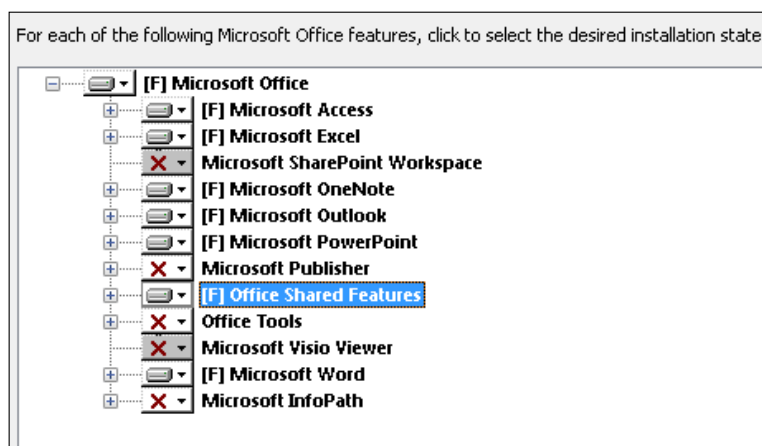 For each of the following Microsoft Office features, click to select the desired installation state
[F] Microsoft Office
[F] Microsoft Access
[F] Microsoft Excel
Microsoft SharePoint Workspace
[F] Microsoft OneNote
[F] Microsoft Outlook
[F] Microsoft PowerPoint
Microsoft Publisher
[F] Office Shared Features
Office Tools
Microsoft Visio Viewer
[F] Microsoft Word
Microsoft InfoPath